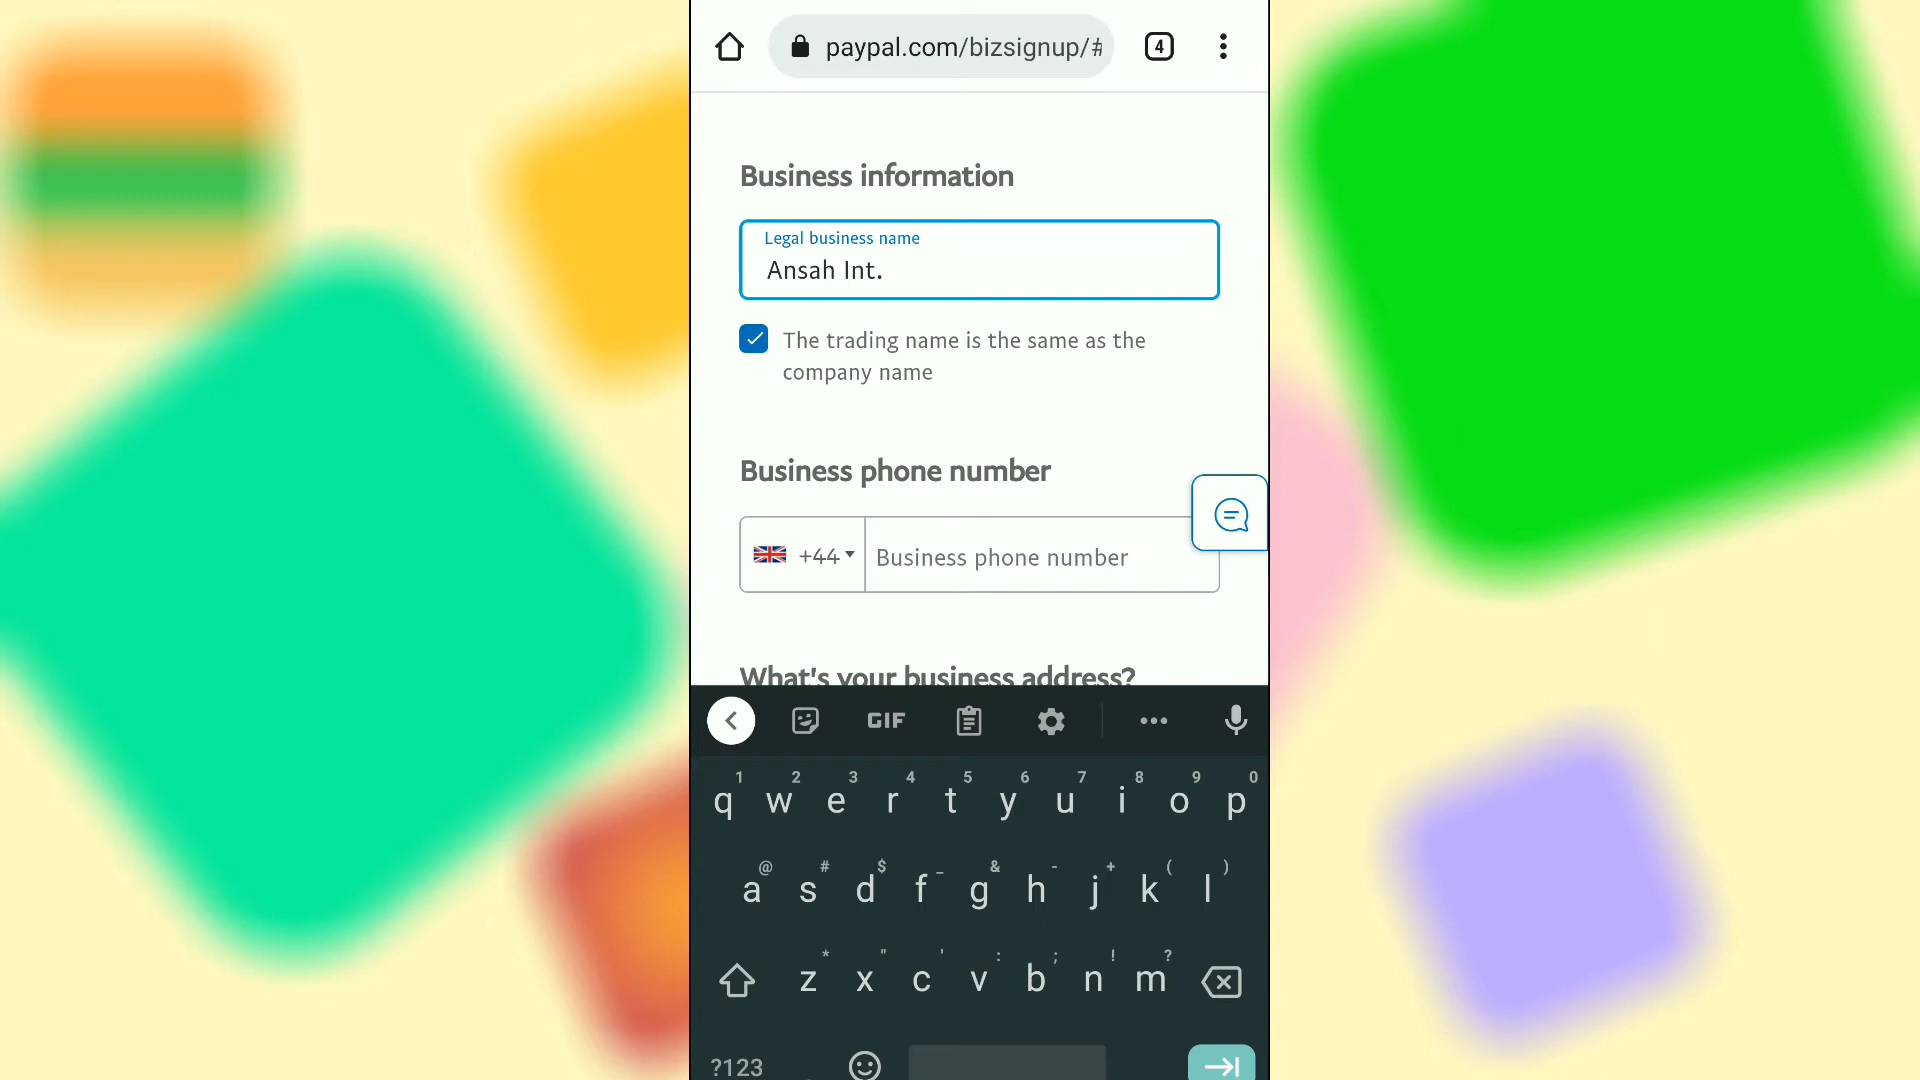 paypal.com/bizsignup/# 4
Business information
Legal business name
Ansah Int.
The trading name is the same as the
company name
Business phone number
+44 Business phone number
What's your business address?
GIF
1 2 3 4 5 6 7 8 9 0
q w e r t y u i o p
@ # $ _ & - + ( )
a s d f g h j k l
* " ' : ; ! ?
z x c v b n m
?123